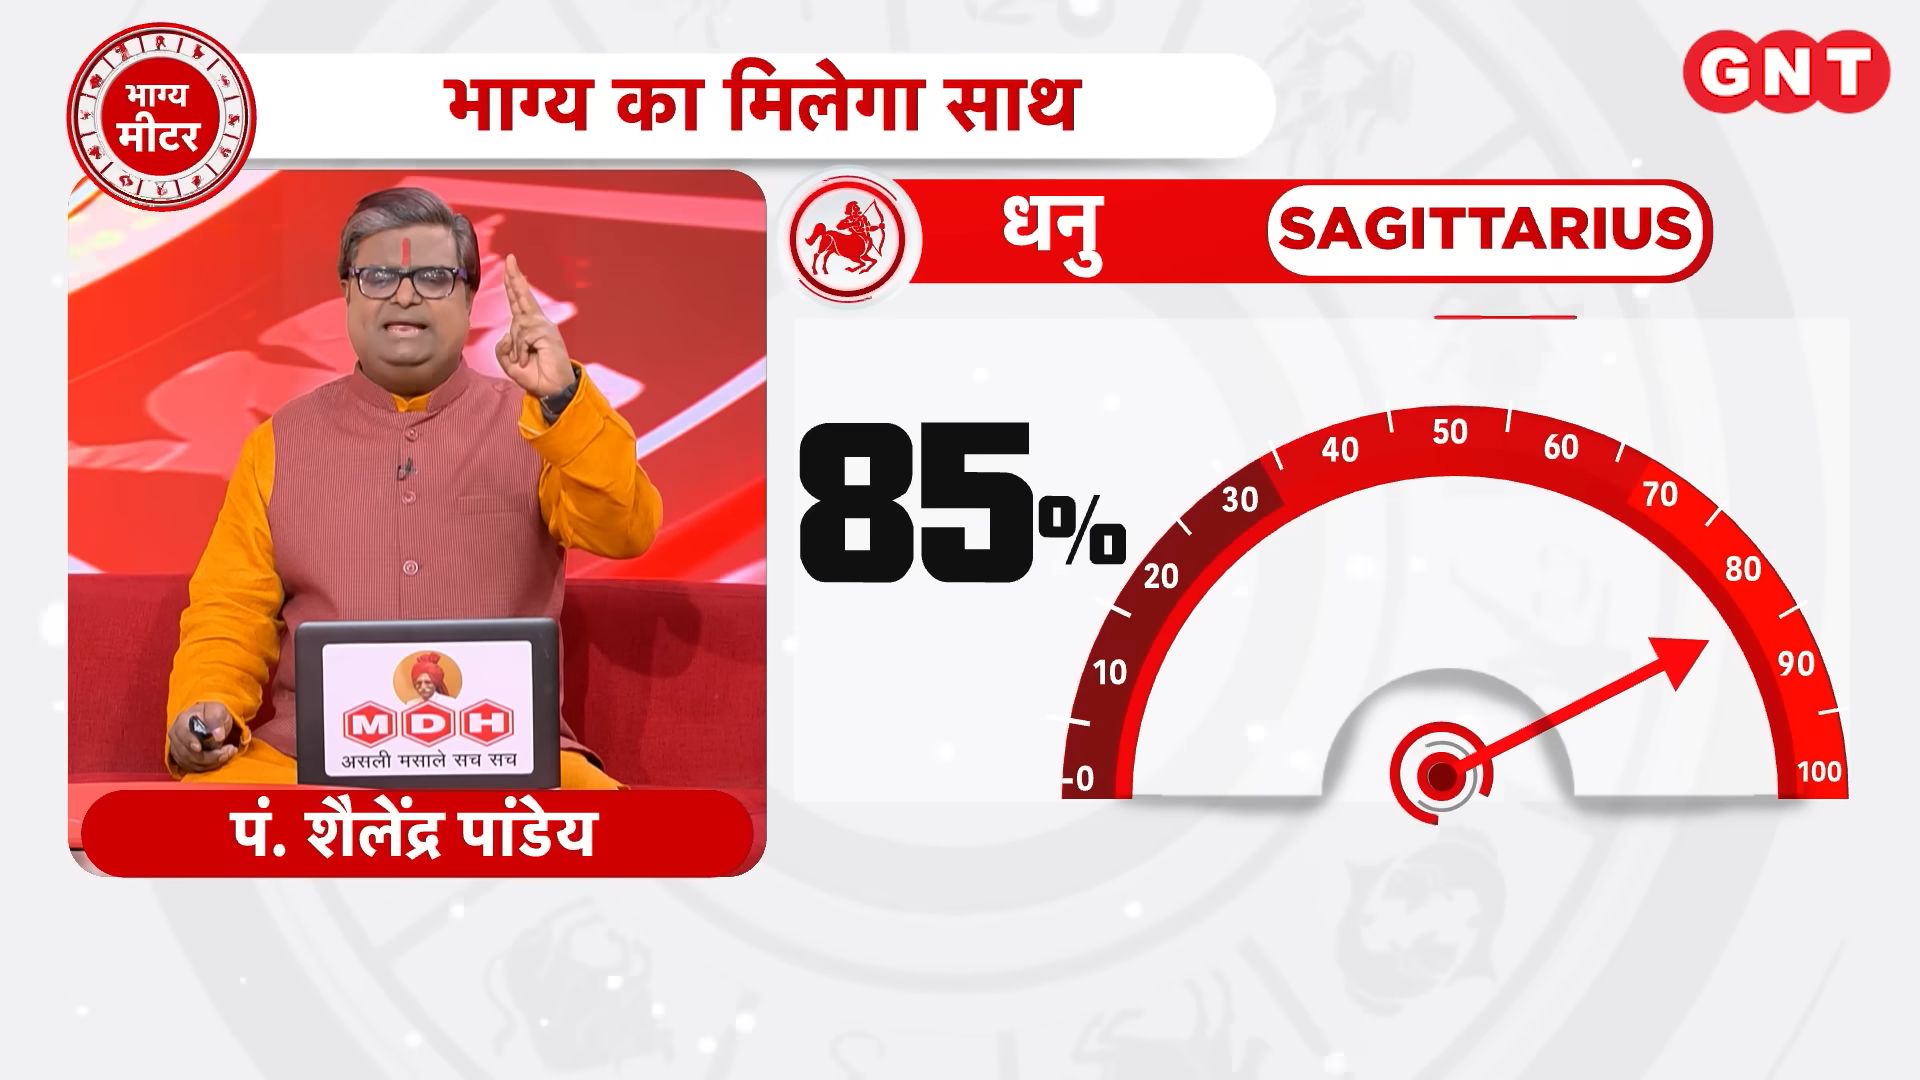 भाग्य
मीटर
भाग्य का मिलेगा साथ
GNT
धनु
SAGITTARIUS
85%
0
10
20
30
40
50
60
70
80
90
100
MDH
असली मसाले सच सच
पं. शैलेंद्र पांडेय